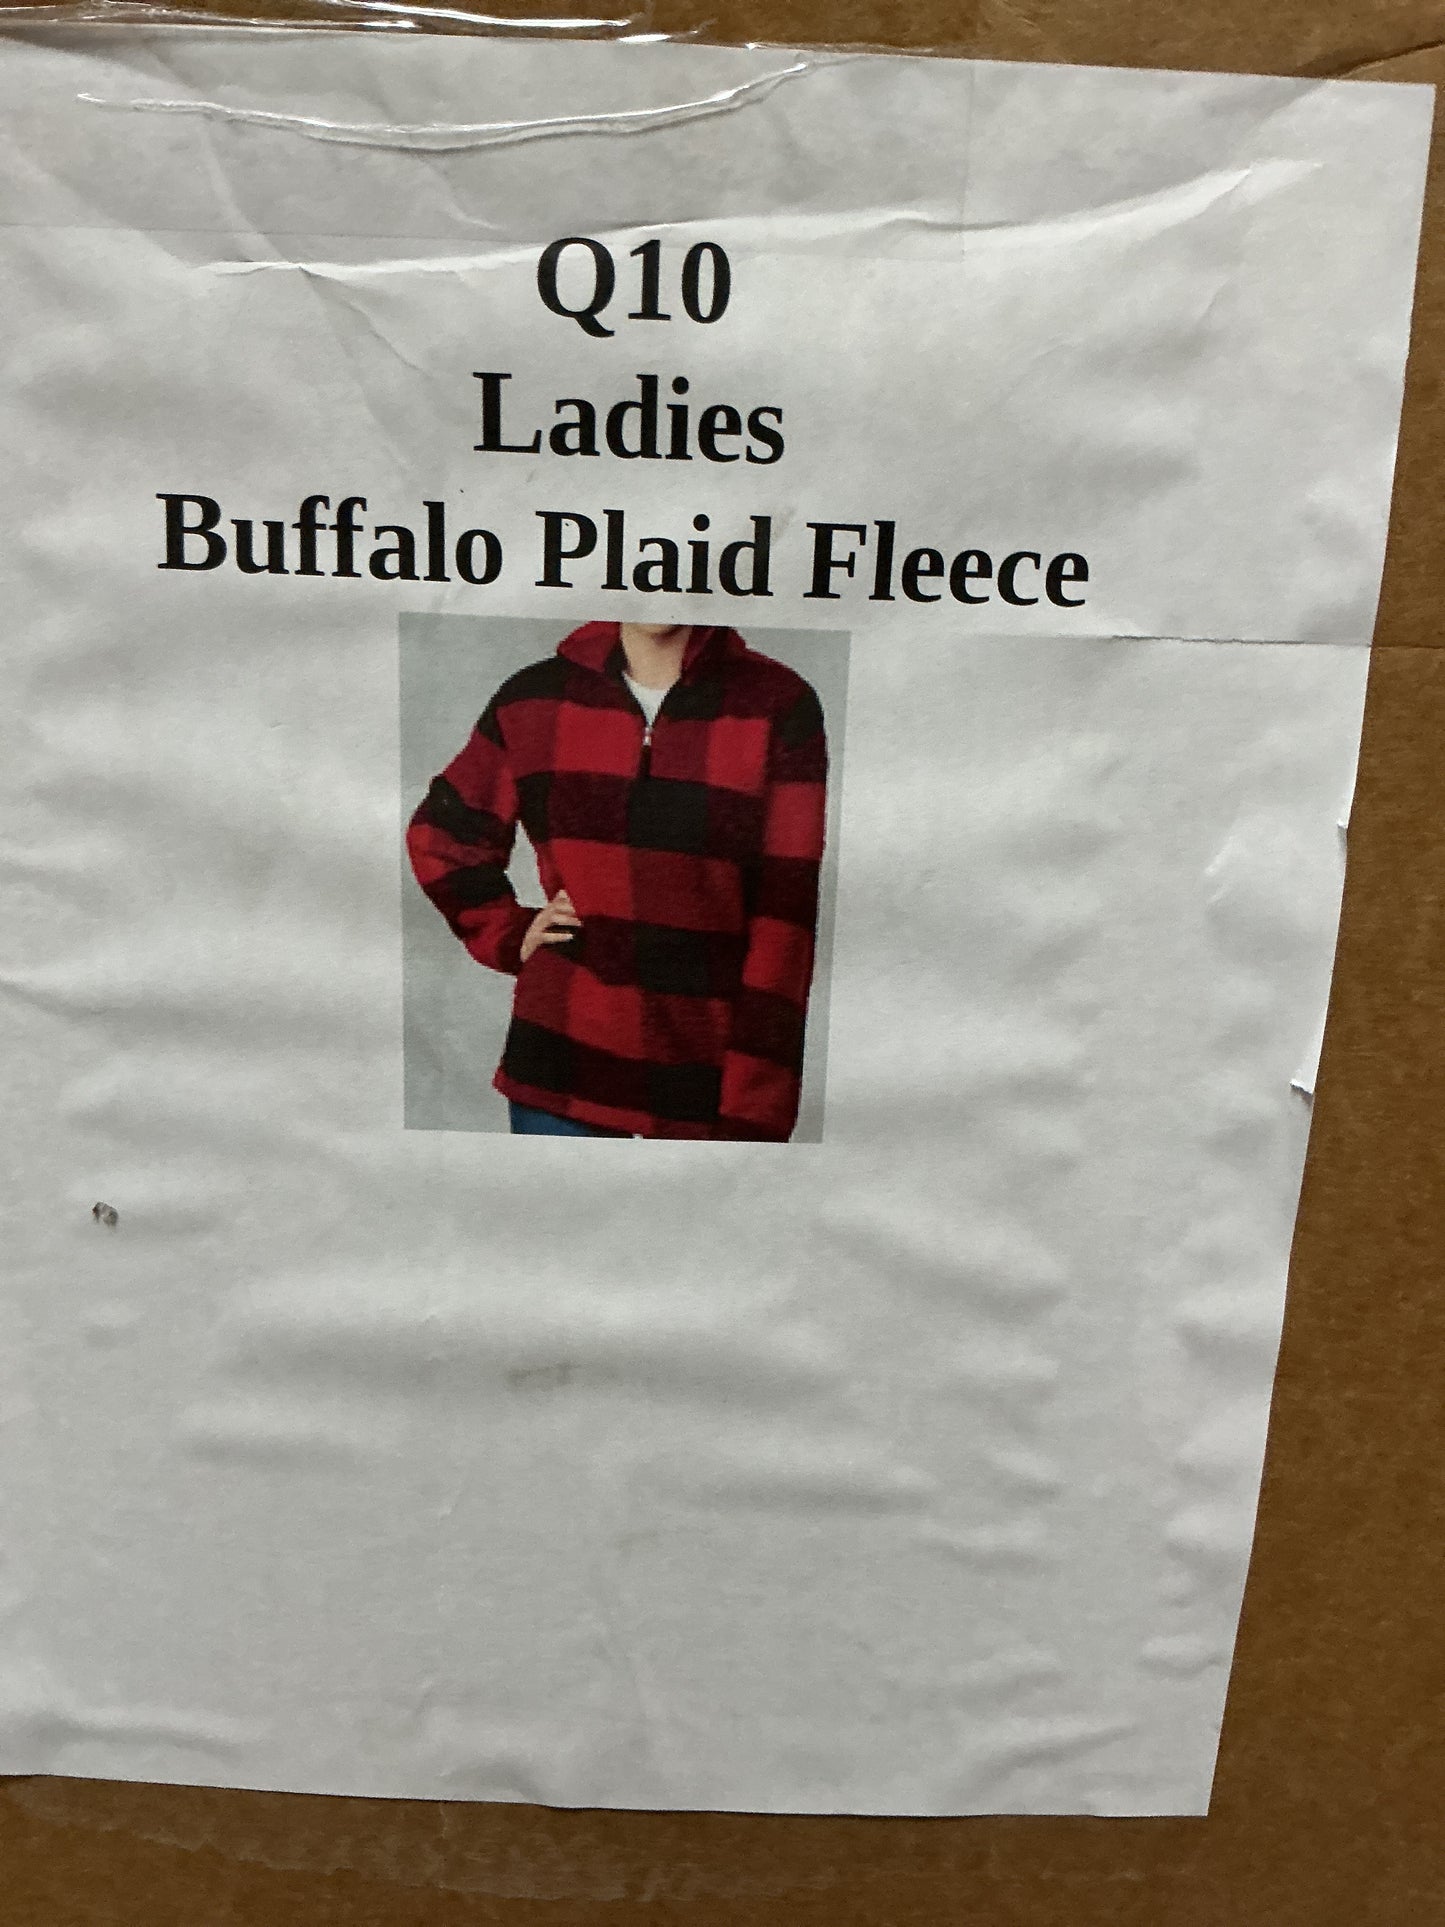 Q10
Ladies
Buffalo Plaid Fleece